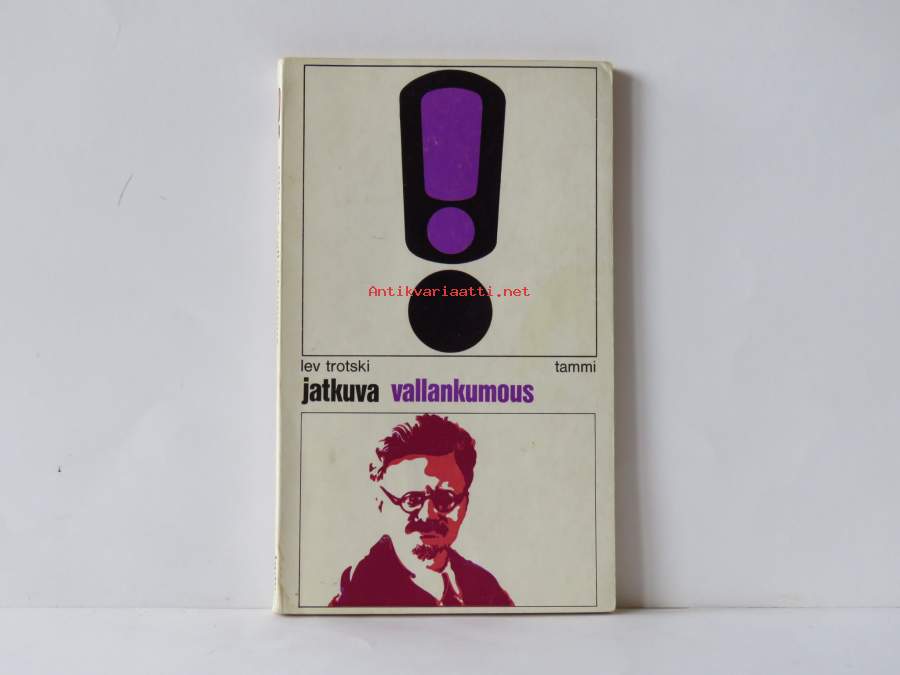 Antikvariaatti.net
lev trotski tammi
jatkuva vallankumous